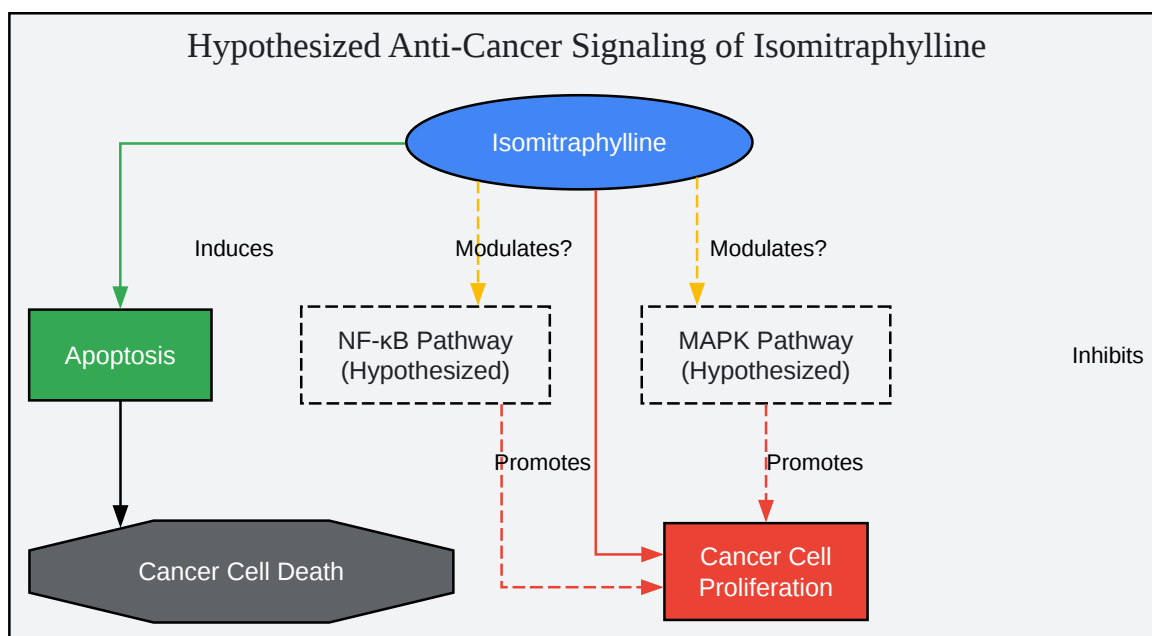 Hypothesized Anti-Cancer Signaling of Isomitraphylline
Isomitraphylline
Induces
Modulates?
Modulates?
Apoptosis
NF-κB Pathway
(Hypothesized)
MAPK Pathway
(Hypothesized)
Inhibits
Promotes
Promotes
Cancer Cell Death
Cancer Cell
Proliferation